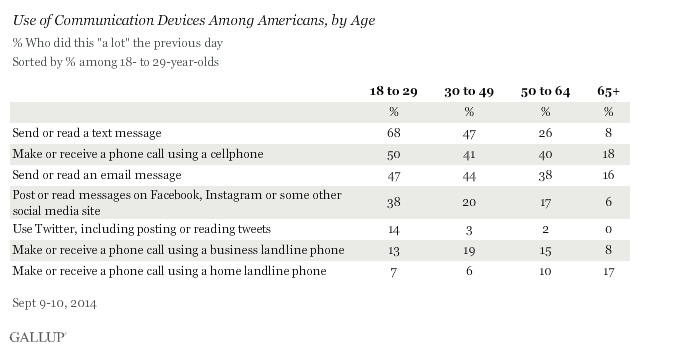 Use of Communication Devices Among Americans, by Age
% Who did this "a lot" the previous day
Sorted by % among 18- to 29-year-olds
18 to 29 30 to 49 50 to 64 65+
% % % %
Send or read a text message 68 47 26 8
Make or receive a phone call using a cellphone 50 41 40 18
Send or read an email message 47 44 38 16
Post or read messages on Facebook, Instagram or some other
social media site 38 20 17 6
Use Twitter, including posting or reading tweets 14 3 2 0
Make or receive a phone call using a business landline phone 13 19 15 8
Make or receive a phone call using a home landline phone 7 6 10 17
Sept 9-10, 2014
GALLUP®